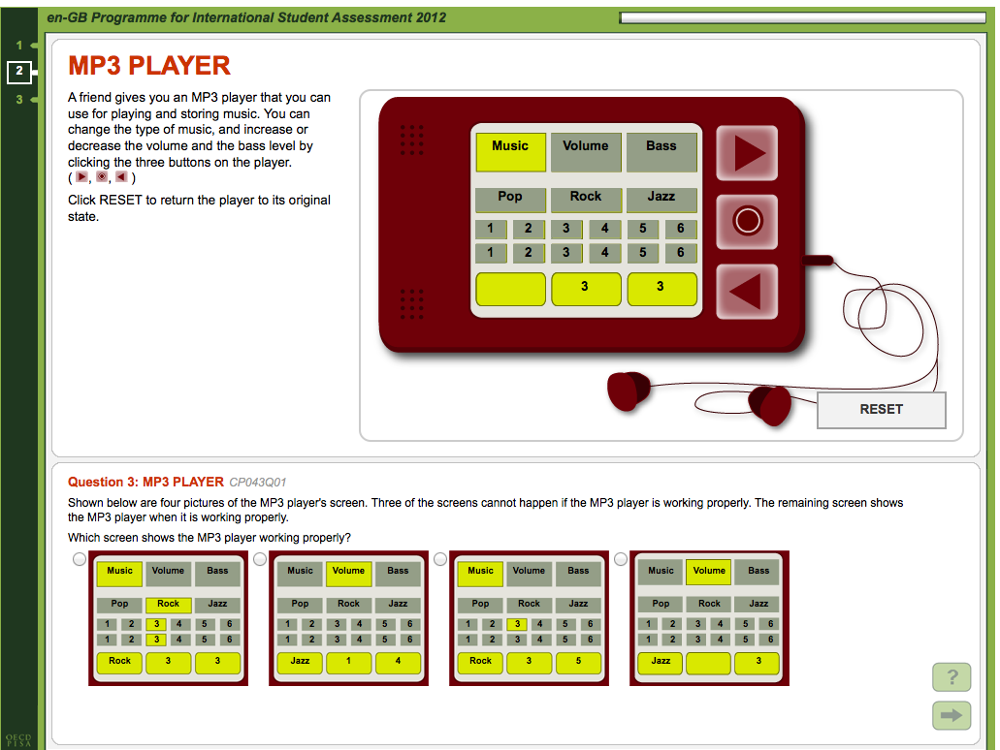 en-GB Programme for International Student Assessment 2012
1
2
3
MP3 PLAYER
A friend gives you an MP3 player that you can
use for playing and storing music. You can
change the type of music, and increase or
decrease the volume and the bass level by
clicking the three buttons on the player.
( , , )
Click RESET to return the player to its original
state.
Music Volume Bass
Pop Rock Jazz
1 2 3 4 5 6
1 2 3 4 5 6
3 3
RESET
Question 3: MP3 PLAYER CP043Q01
Shown below are four pictures of the MP3 player's screen. Three of the screens cannot happen if the MP3 player is working properly. The remaining screen shows
the MP3 player when it is working properly.
Which screen shows the MP3 player working properly?
Music Volume Bass
Pop Rock Jazz
1 2 3 4 5 6
1 2 3 4 5 6
Rock 3 3
Music Volume Bass
Pop Rock Jazz
1 2 3 4 5 6
1 2 3 4 5 6
Jazz 1 4
Music Volume Bass
Pop Rock Jazz
1 2 3 4 5 6
1 2 3 4 5 6
Rock 3 5
Music Volume Bass
Pop Rock Jazz
1 2 3 4 5 6
1 2 3 4 5 6
Jazz 3
?
OECD
PISA